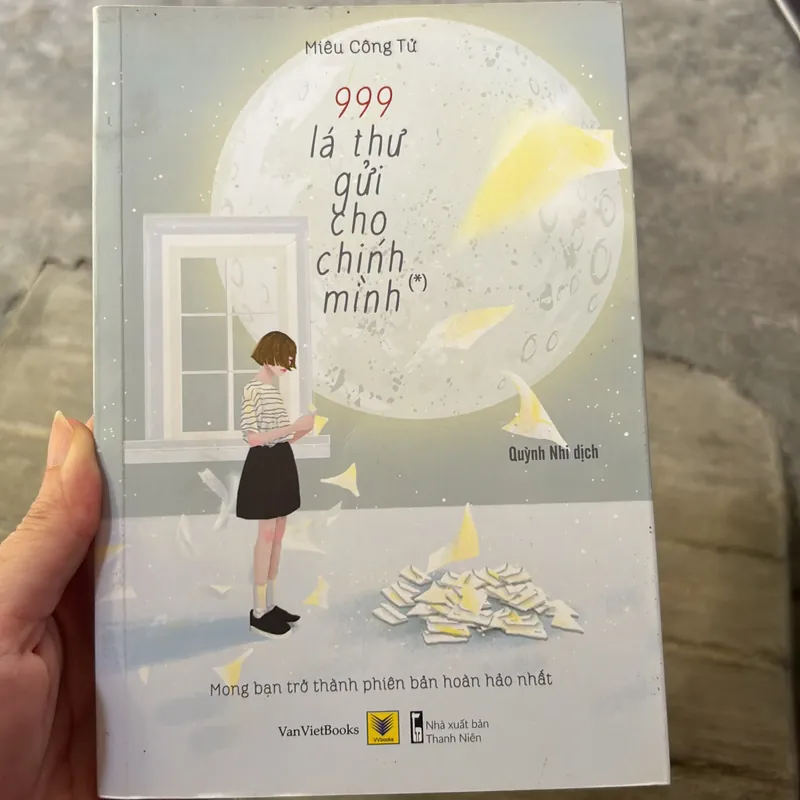 Miêu Công Tử
999
lá thư
gửi
cho
chính
mình (*)
Quỳnh Nhi dịch
Mong bạn trở thành phiên bản hoàn hảo nhất
VanVietBooks
VVbooks
Nhà xuất bản
Thanh Niên